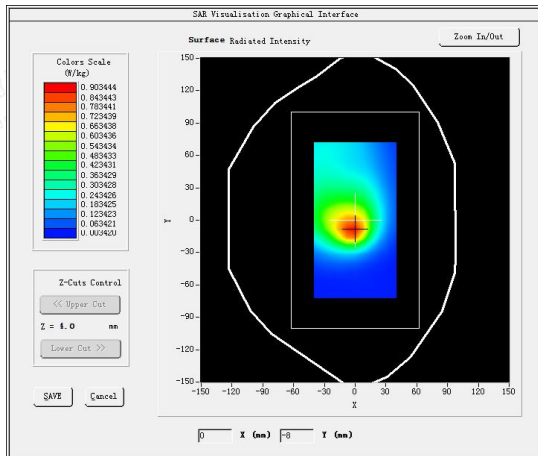 SAR Visualisation Graphical Interface
Surface Radiated Intensity
Zoom In/Out
Colors Scale
(W/kg)
0.903444
0.843443
0.783441
0.723439
0.663438
0.603436
0.543434
0.483433
0.423431
0.363429
0.303428
0.243426
0.183425
0.123423
0.063421
0.003420
Z-Cuts Control
<< Upper Cut
Z = 4.0 mm
Lower Cut >>
SAVE
Cancel
150
120
90
60
30
0
-30
-60
-90
-120
-150
Y
-150 -120 -90 -60 -30 0 30 60 90 120 150
X
0 X (mm) -8 Y (mm)